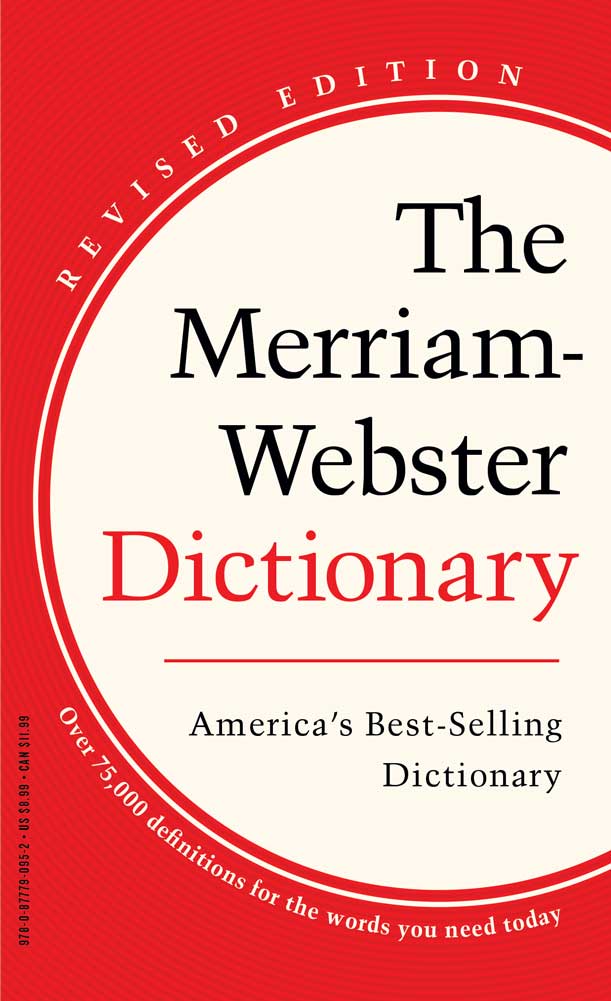 REVISED EDITION
The
Merriam-
Webster
Dictionary
America's Best-Selling
Dictionary
Over 75,000 definitions for the words you need today
978-0-87779-095-2 • US $8.99 • CAN $11.99